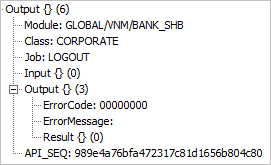 Output {} (6)
Module: GLOBAL/VNM/BANK_SHB
Class: CORPORATE
Job: LOGOUT
Input {} (0)
Output {} (3)
ErrorCode: 00000000
ErrorMessage:
Result {} (0)
API_SEQ: 989e4a76bfa472317c81d1656b804c80